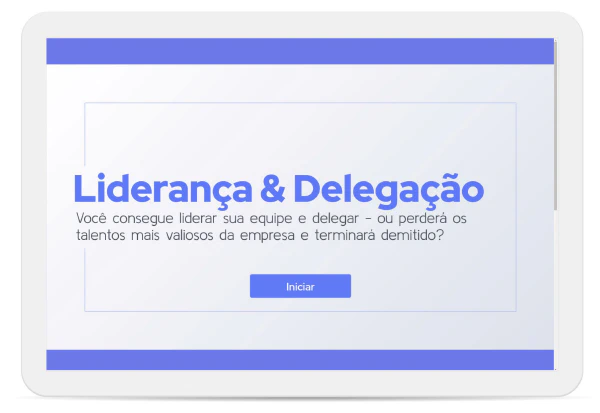 Liderança & Delegação
Você consegue liderar sua equipe e delegar - ou perderá os
talentos mais valiosos da empresa e terminará demitido?
Iniciar